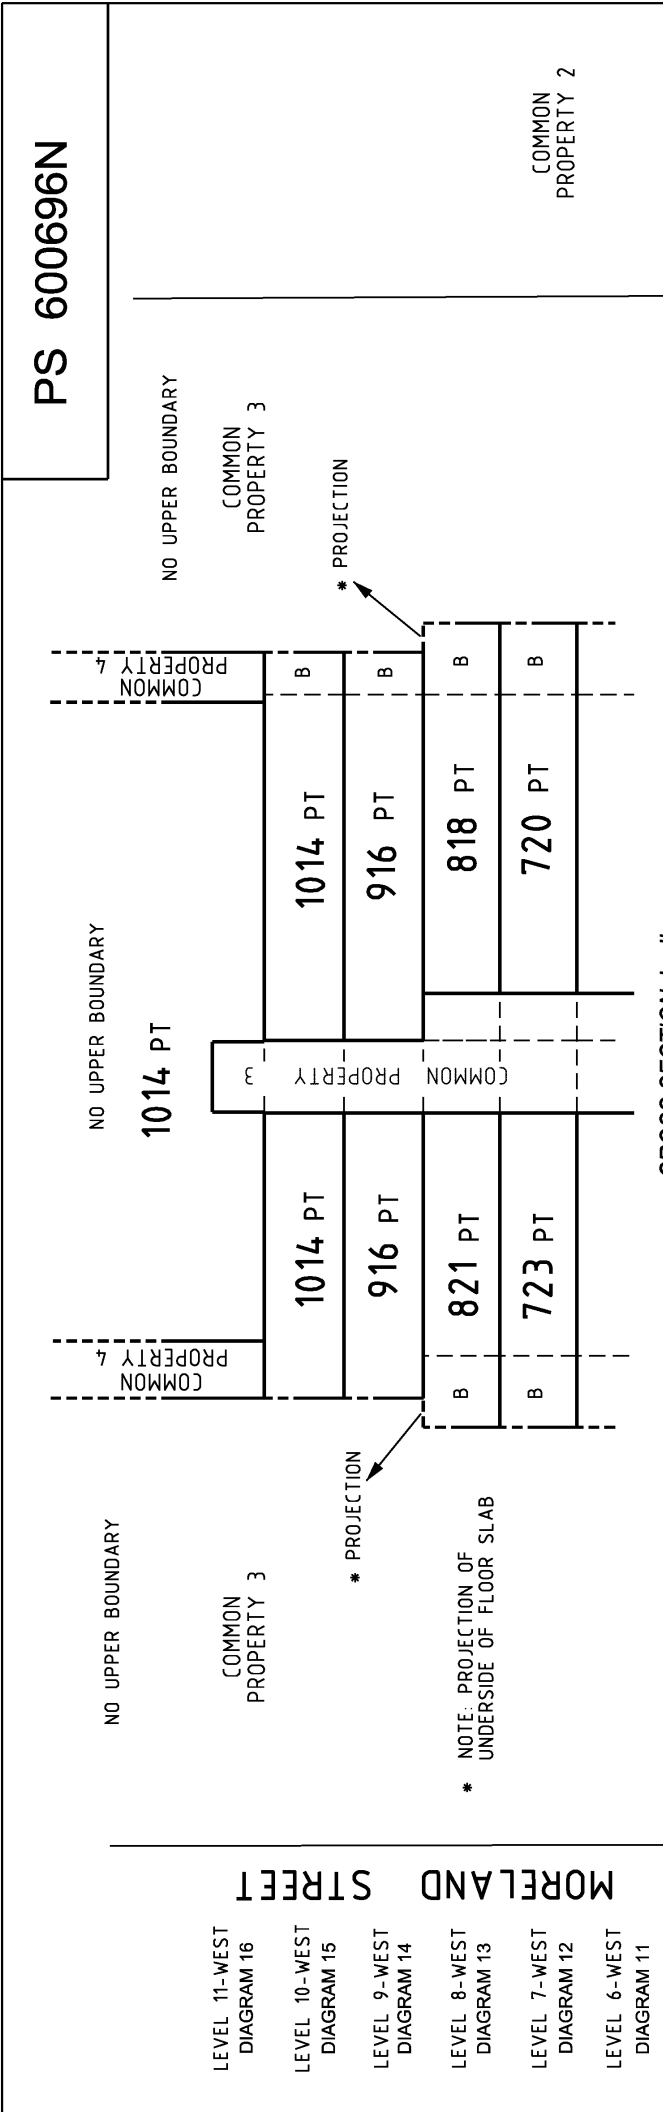 PS 600696N
NO UPPER BOUNDARY
NO UPPER BOUNDARY
NO UPPER BOUNDARY
1014 PT
COMMON
PROPERTY 4
COMMON
PROPERTY 4
COMMON
PROPERTY 3
COMMON
PROPERTY 3
COMMON
PROPERTY 2
LEVEL 11-WEST
DIAGRAM 16
LEVEL 10-WEST
DIAGRAM 15
1014 PT
1014 PT
B
* PROJECTION
* PROJECTION
LEVEL 9-WEST
DIAGRAM 14
916 PT
916 PT
B
LEVEL 8-WEST
DIAGRAM 13
B
821 PT
818 PT
B
LEVEL 7-WEST
DIAGRAM 12
B
723 PT
720 PT
B
LEVEL 6-WEST
DIAGRAM 11
COMMON PROPERTY 3
MORELAND STREET
* NOTE: PROJECTION OF
UNDERSIDE OF FLOOR SLAB